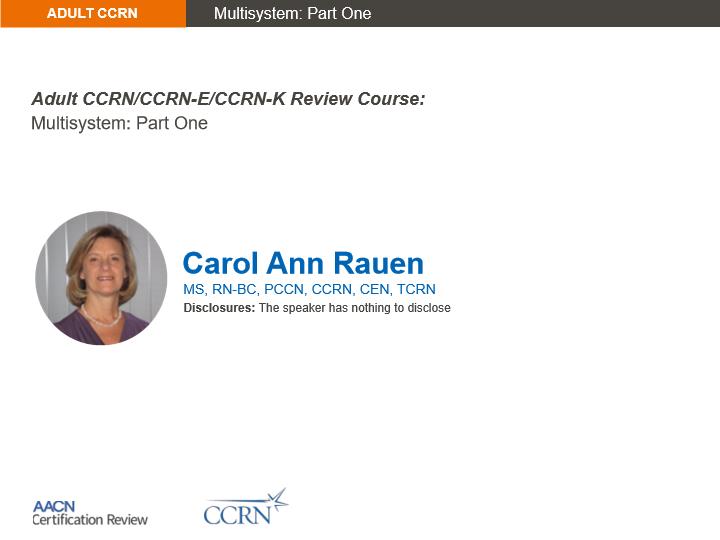 ADULT CCRN
Multisystem: Part One
Adult CCRN/CCRN-E/CCRN-K Review Course:
Multisystem: Part One
Carol Ann Rauen
MS, RN-BC, PCCN, CCRN, CEN, TCRN
Disclosures: The speaker has nothing to disclose
AACN
Certification Review
CCRN